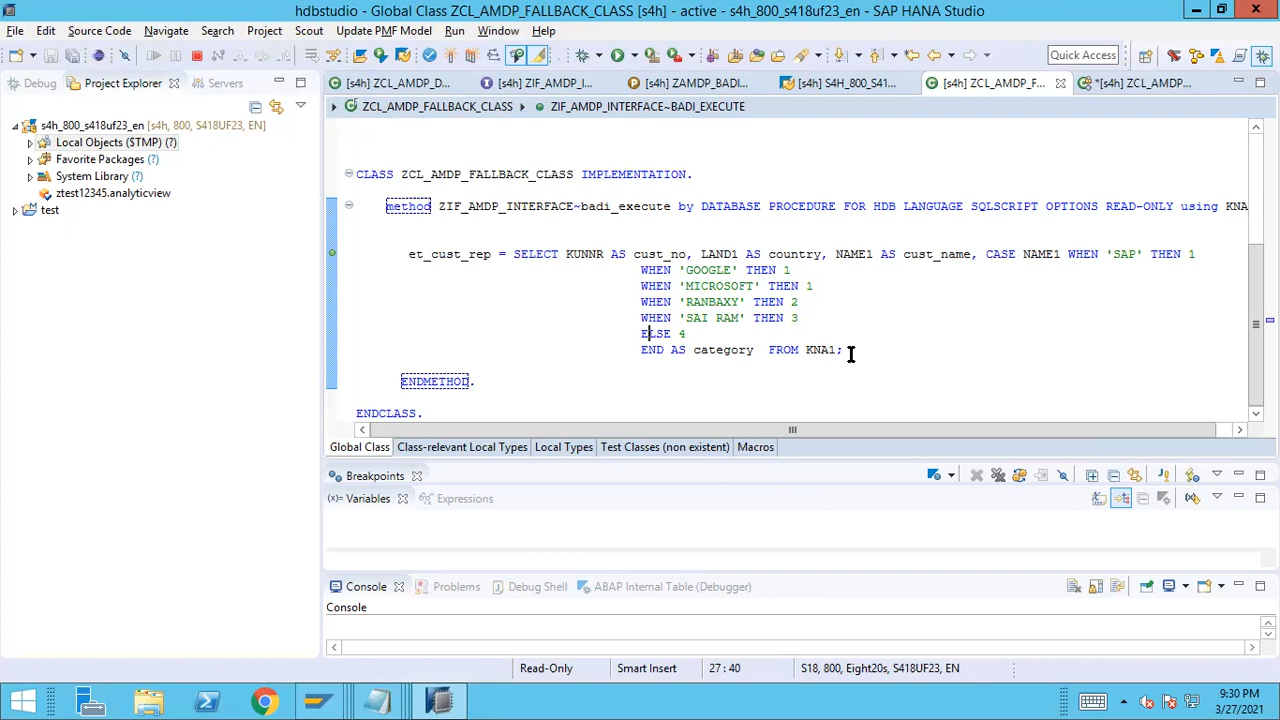 hdbstudio - Global Class ZCL_AMDP_FALLBACK_CLASS [s4h] - active - s4h_800_s418uf23_en - SAP HANA Studio
File Edit Source Code Navigate Search Project Scout Update PMF Model Run Window Help
Quick Access
Debug Project Explorer Servers
[s4h] ZCL_AMDP_D... [s4h] ZIF_AMDP_I... [s4h] ZAMDP_BADI... [s4h] S4H_800_S41... [s4h] ZCL_AMDP_F... *[s4h] ZCL_AMDP...
ZCL_AMDP_FALLBACK_CLASS ZIF_AMDP_INTERFACE~BADI_EXECUTE
s4h_800_s418uf23_en [s4h, 800, S418UF23, EN]
Local Objects ($TMP) (?)
Favorite Packages (?)
System Library (?)
ztest12345.analyticview
test
CLASS ZCL_AMDP_FALLBACK_CLASS IMPLEMENTATION.
method ZIF_AMDP_INTERFACE~badi_execute by DATABASE PROCEDURE FOR HDB LANGUAGE SQLSCRIPT OPTIONS READ-ONLY using KNA
et_cust_rep = SELECT KUNNR AS cust_no, LAND1 AS country, NAME1 AS cust_name, CASE NAME1 WHEN 'SAP' THEN 1
WHEN 'GOOGLE' THEN 1
WHEN 'MICROSOFT' THEN 1
WHEN 'RANBAXY' THEN 2
WHEN 'SAI RAM' THEN 3
ELSE 4
END AS category FROM KNA1;
ENDMETHOD.
ENDCLASS.
Global Class Class-relevant Local Types Local Types Test Classes (non existent) Macros
Breakpoints
(x)= Variables Expressions
Console Problems Debug Shell ABAP Internal Table (Debugger)
Console
Read-Only Smart Insert 27 : 40 S18, 800, Eight20s, S418UF23, EN
9:30 PM
3/27/2021